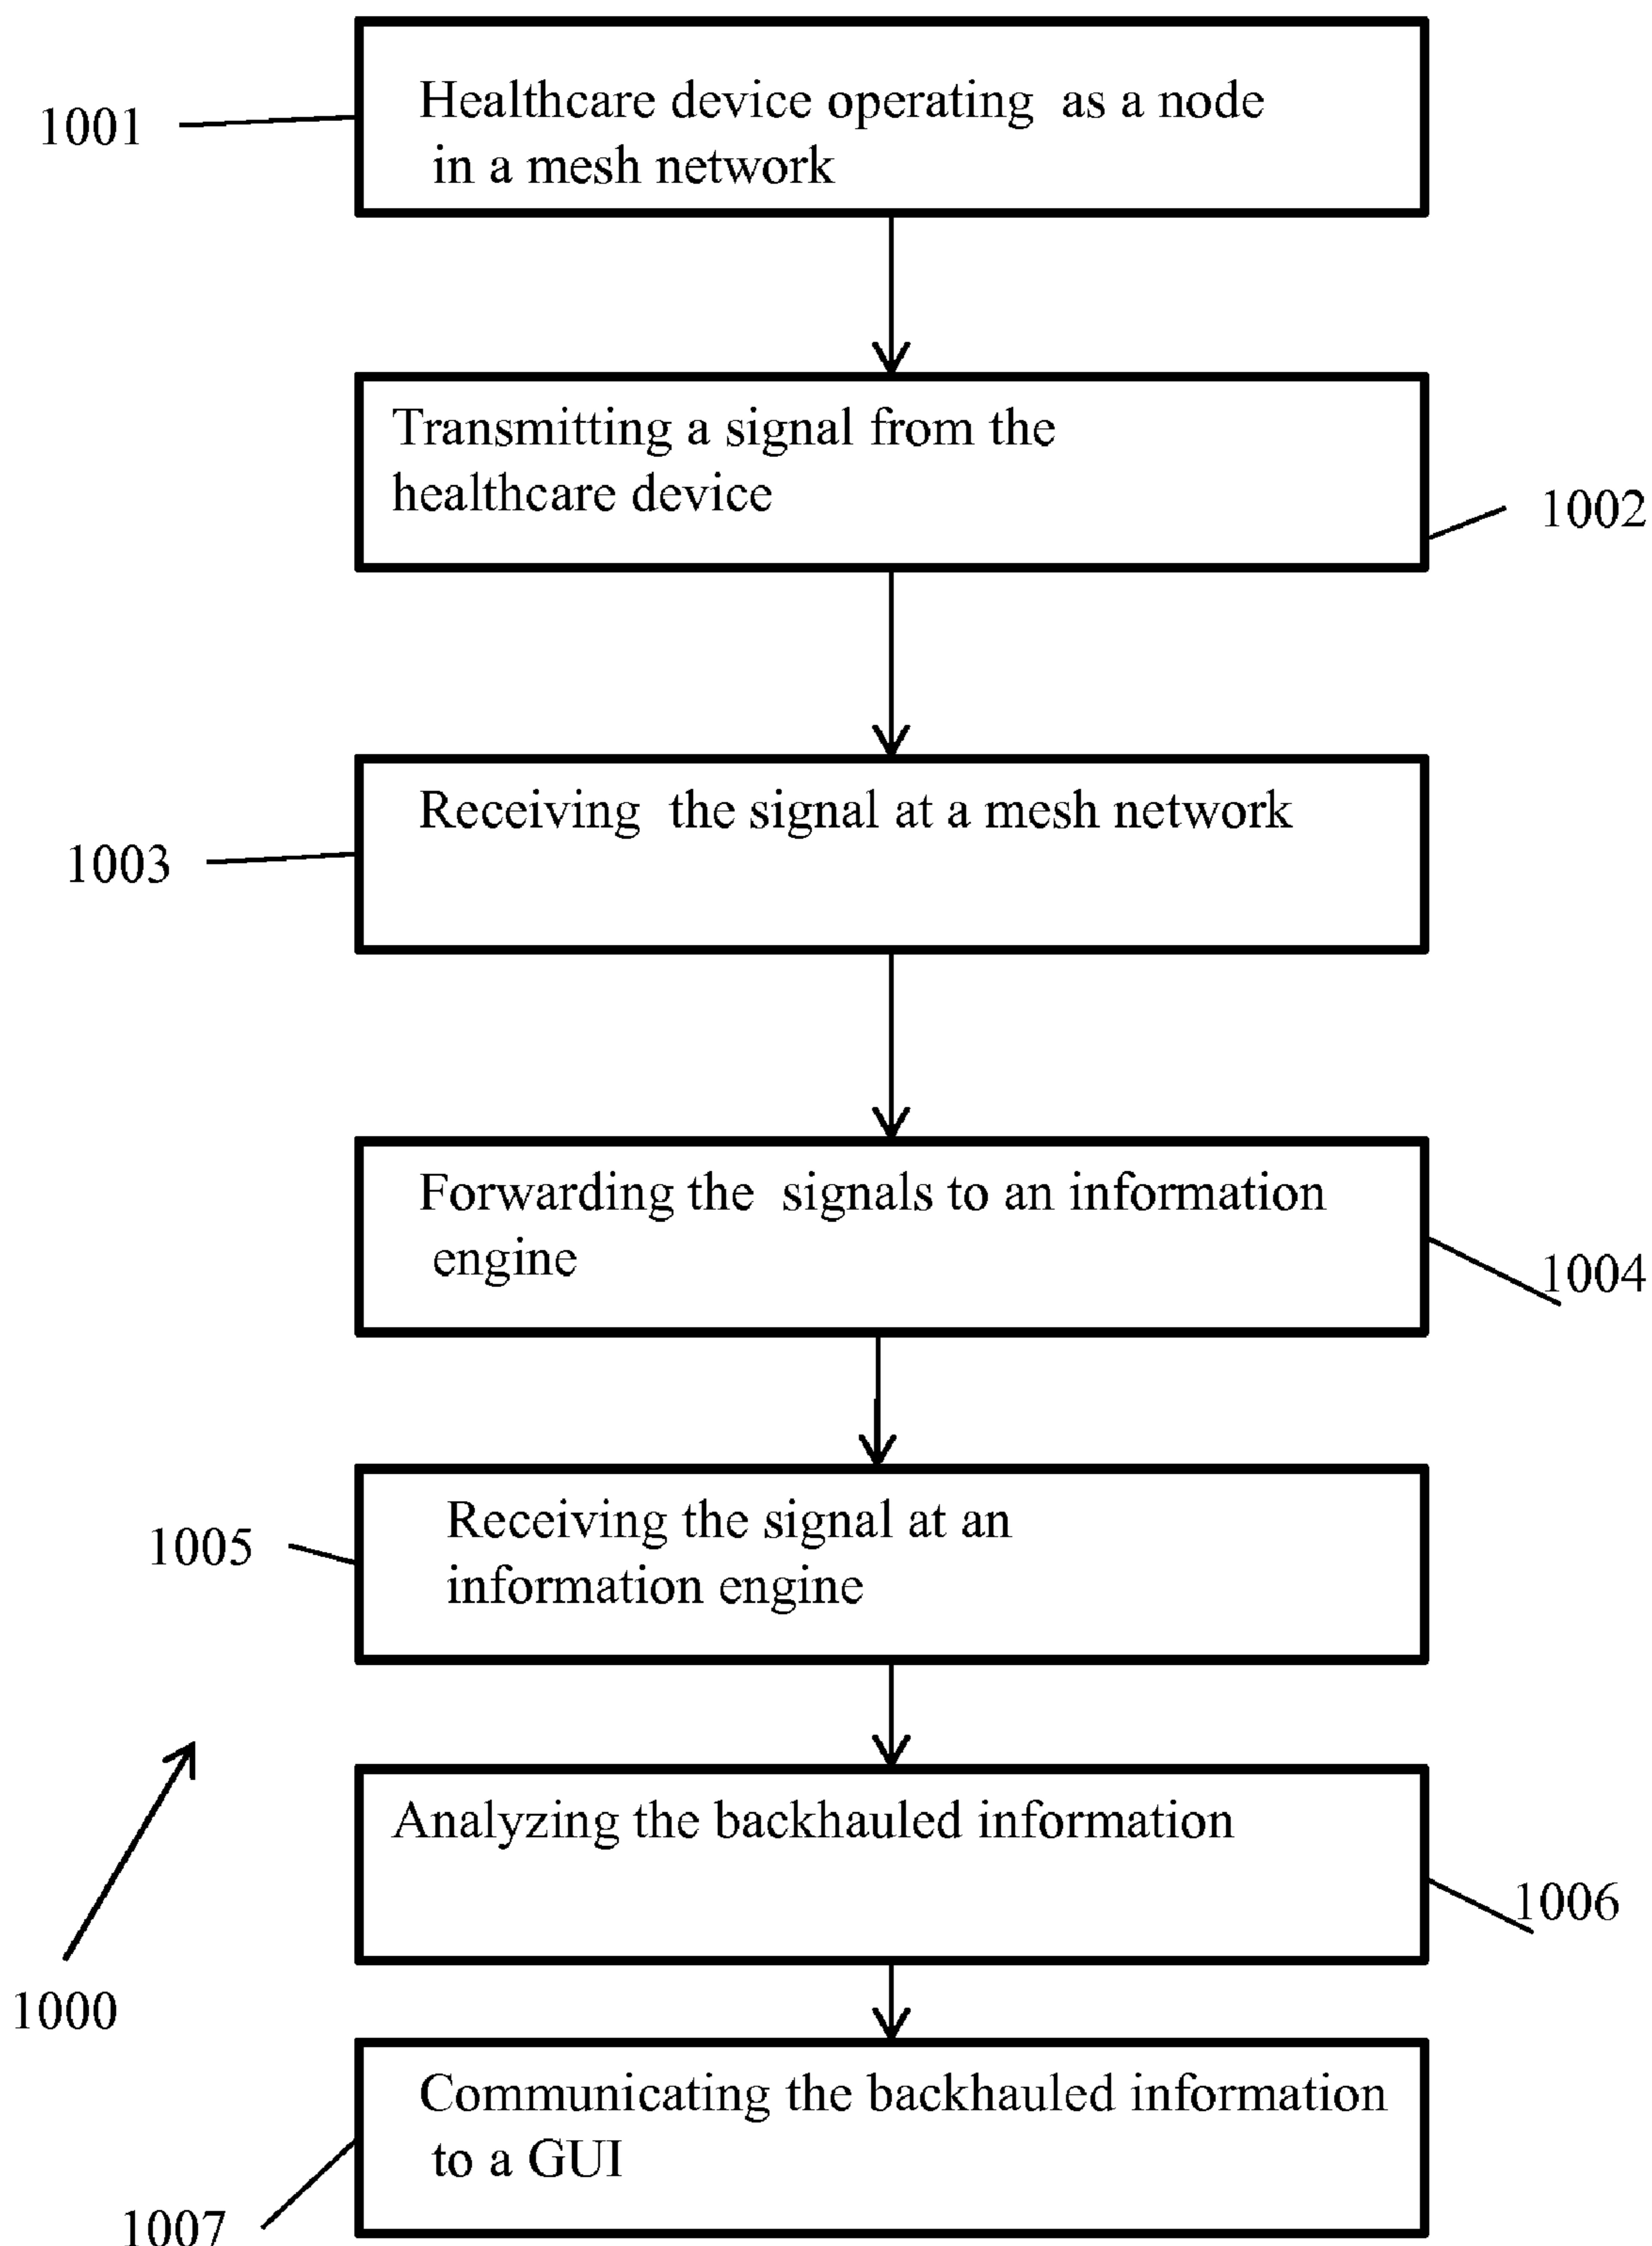 1001
Healthcare device operating as a node
in a mesh network
Transmitting a signal from the
healthcare device
1002
Receiving the signal at a mesh network
1003
Forwarding the signals to an information
engine
1004
Receiving the signal at an
information engine
1005
Analyzing the backhauled information
1006
1000
Communicating the backhauled information
to a GUI
1007